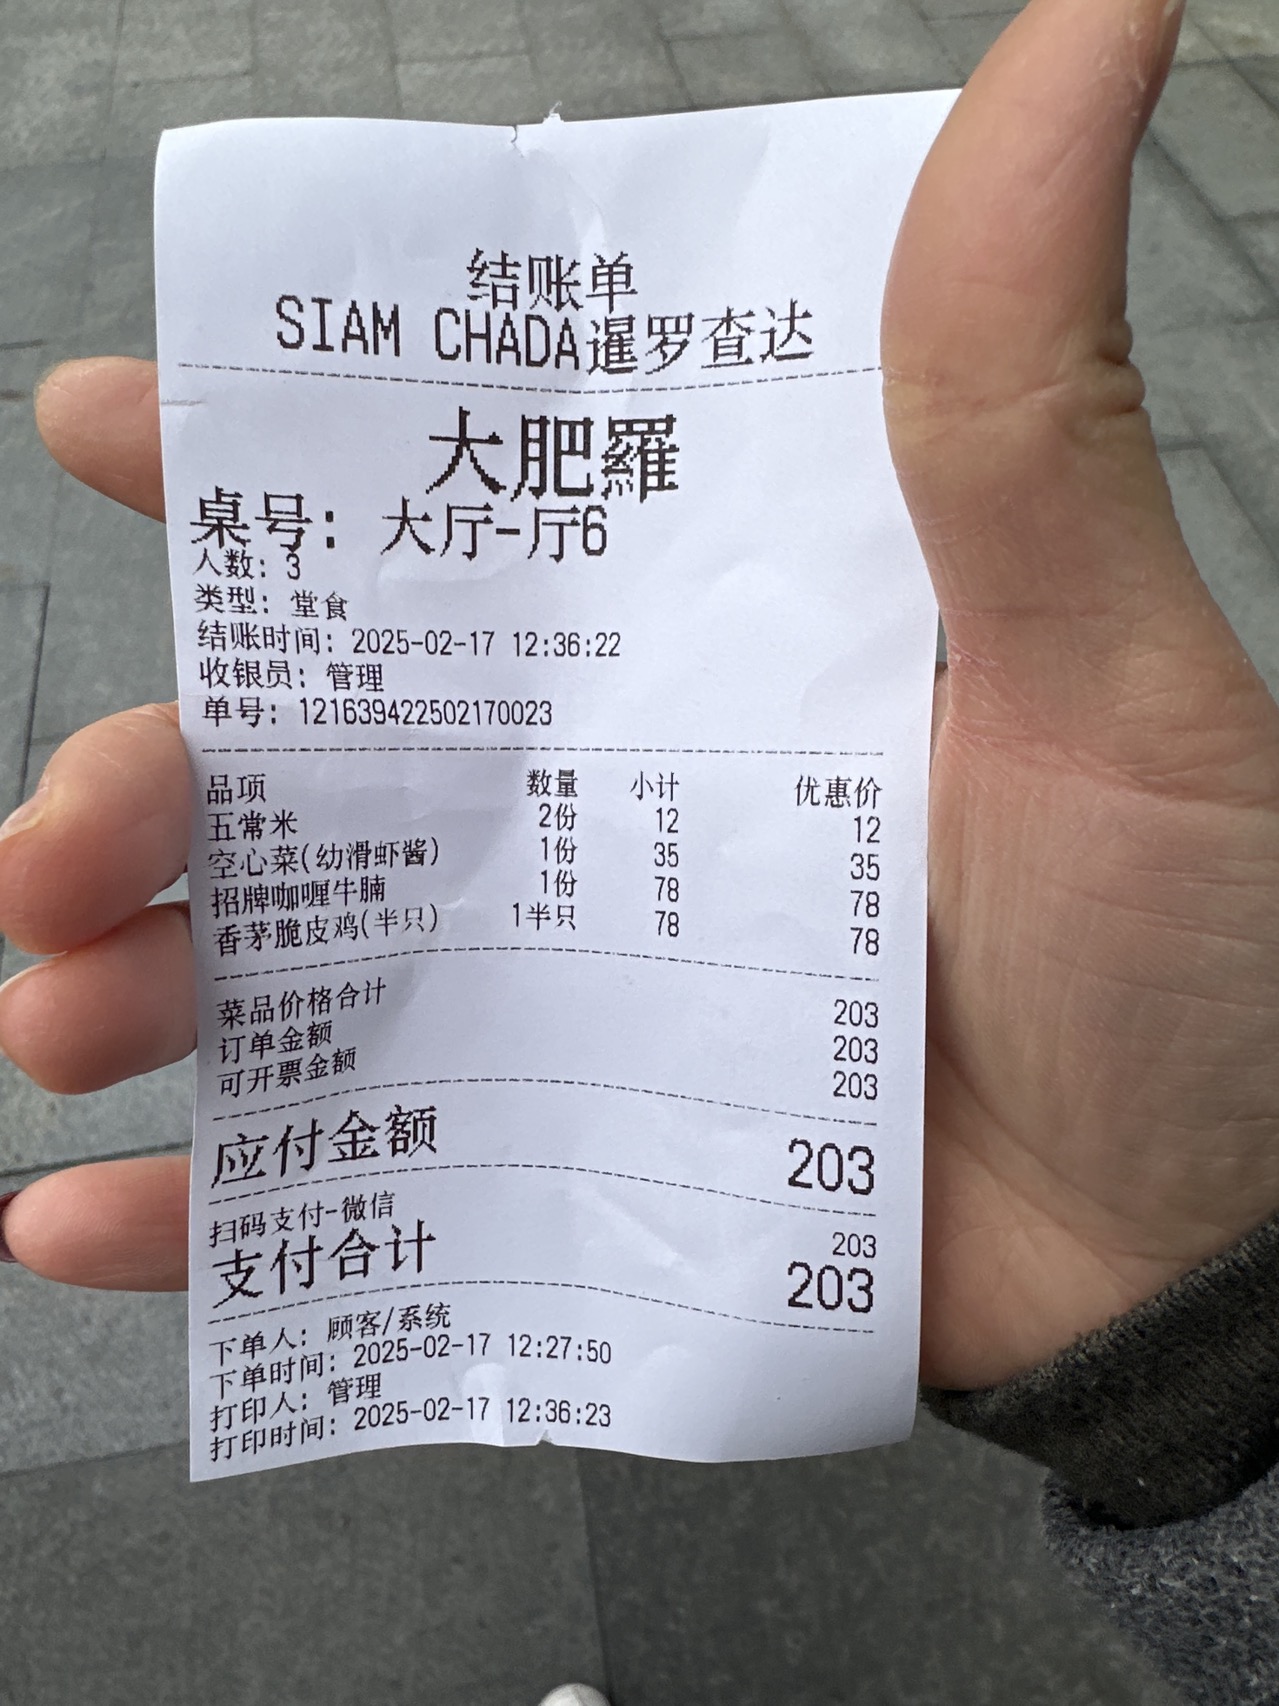 结账单
SIAM CHADA暹罗查达
大肥羅
桌号: 大厅-厅6
人数: 3
类型: 堂食
结账时间: 2025-02-17 12:36:22
收银员: 管理
单号: 121639422502170023
品项 数量 小计 优惠价
五常米 2份 12 12
空心菜(幼滑虾酱) 1份 35 35
招牌咖喱牛腩 1份 78 78
香茅脆皮鸡(半只) 1半只 78 78
菜品价格合计 203
订单金额 203
可开票金额 203
应付金额 203
扫码支付-微信 203
支付合计 203
下单人: 顾客/系统
下单时间: 2025-02-17 12:27:50
打印人: 管理
打印时间: 2025-02-17 12:36:23